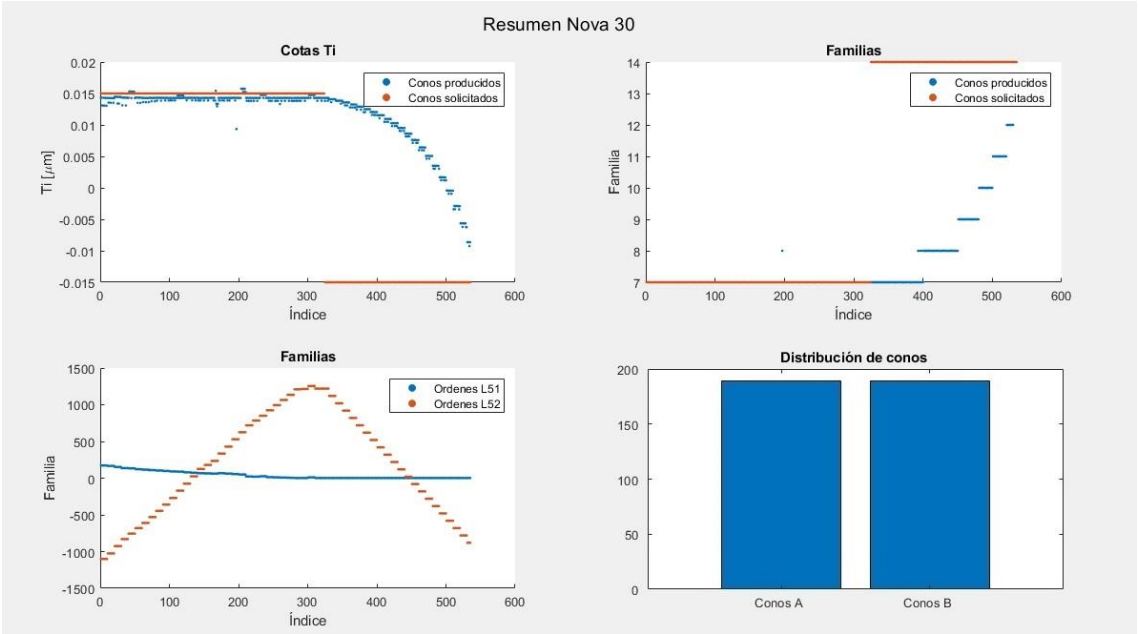 Resumen Nova 30
Cotas Ti
0.02
0.015
0.01
0.005
0
-0.005
-0.01
-0.015
Ti [μm]
0 100 200 300 400 500 600
Índice
Conos producidos
Conos solicitados
Familias
14
13
12
11
10
9
8
7
Familia
0 100 200 300 400 500 600
Índice
Conos producidos
Conos solicitados
Familias
1500
1000
500
0
-500
-1000
-1500
Familia
0 100 200 300 400 500 600
Índice
Ordenes L51
Ordenes L52
Distribución de conos
200
150
100
50
0
Conos A Conos B